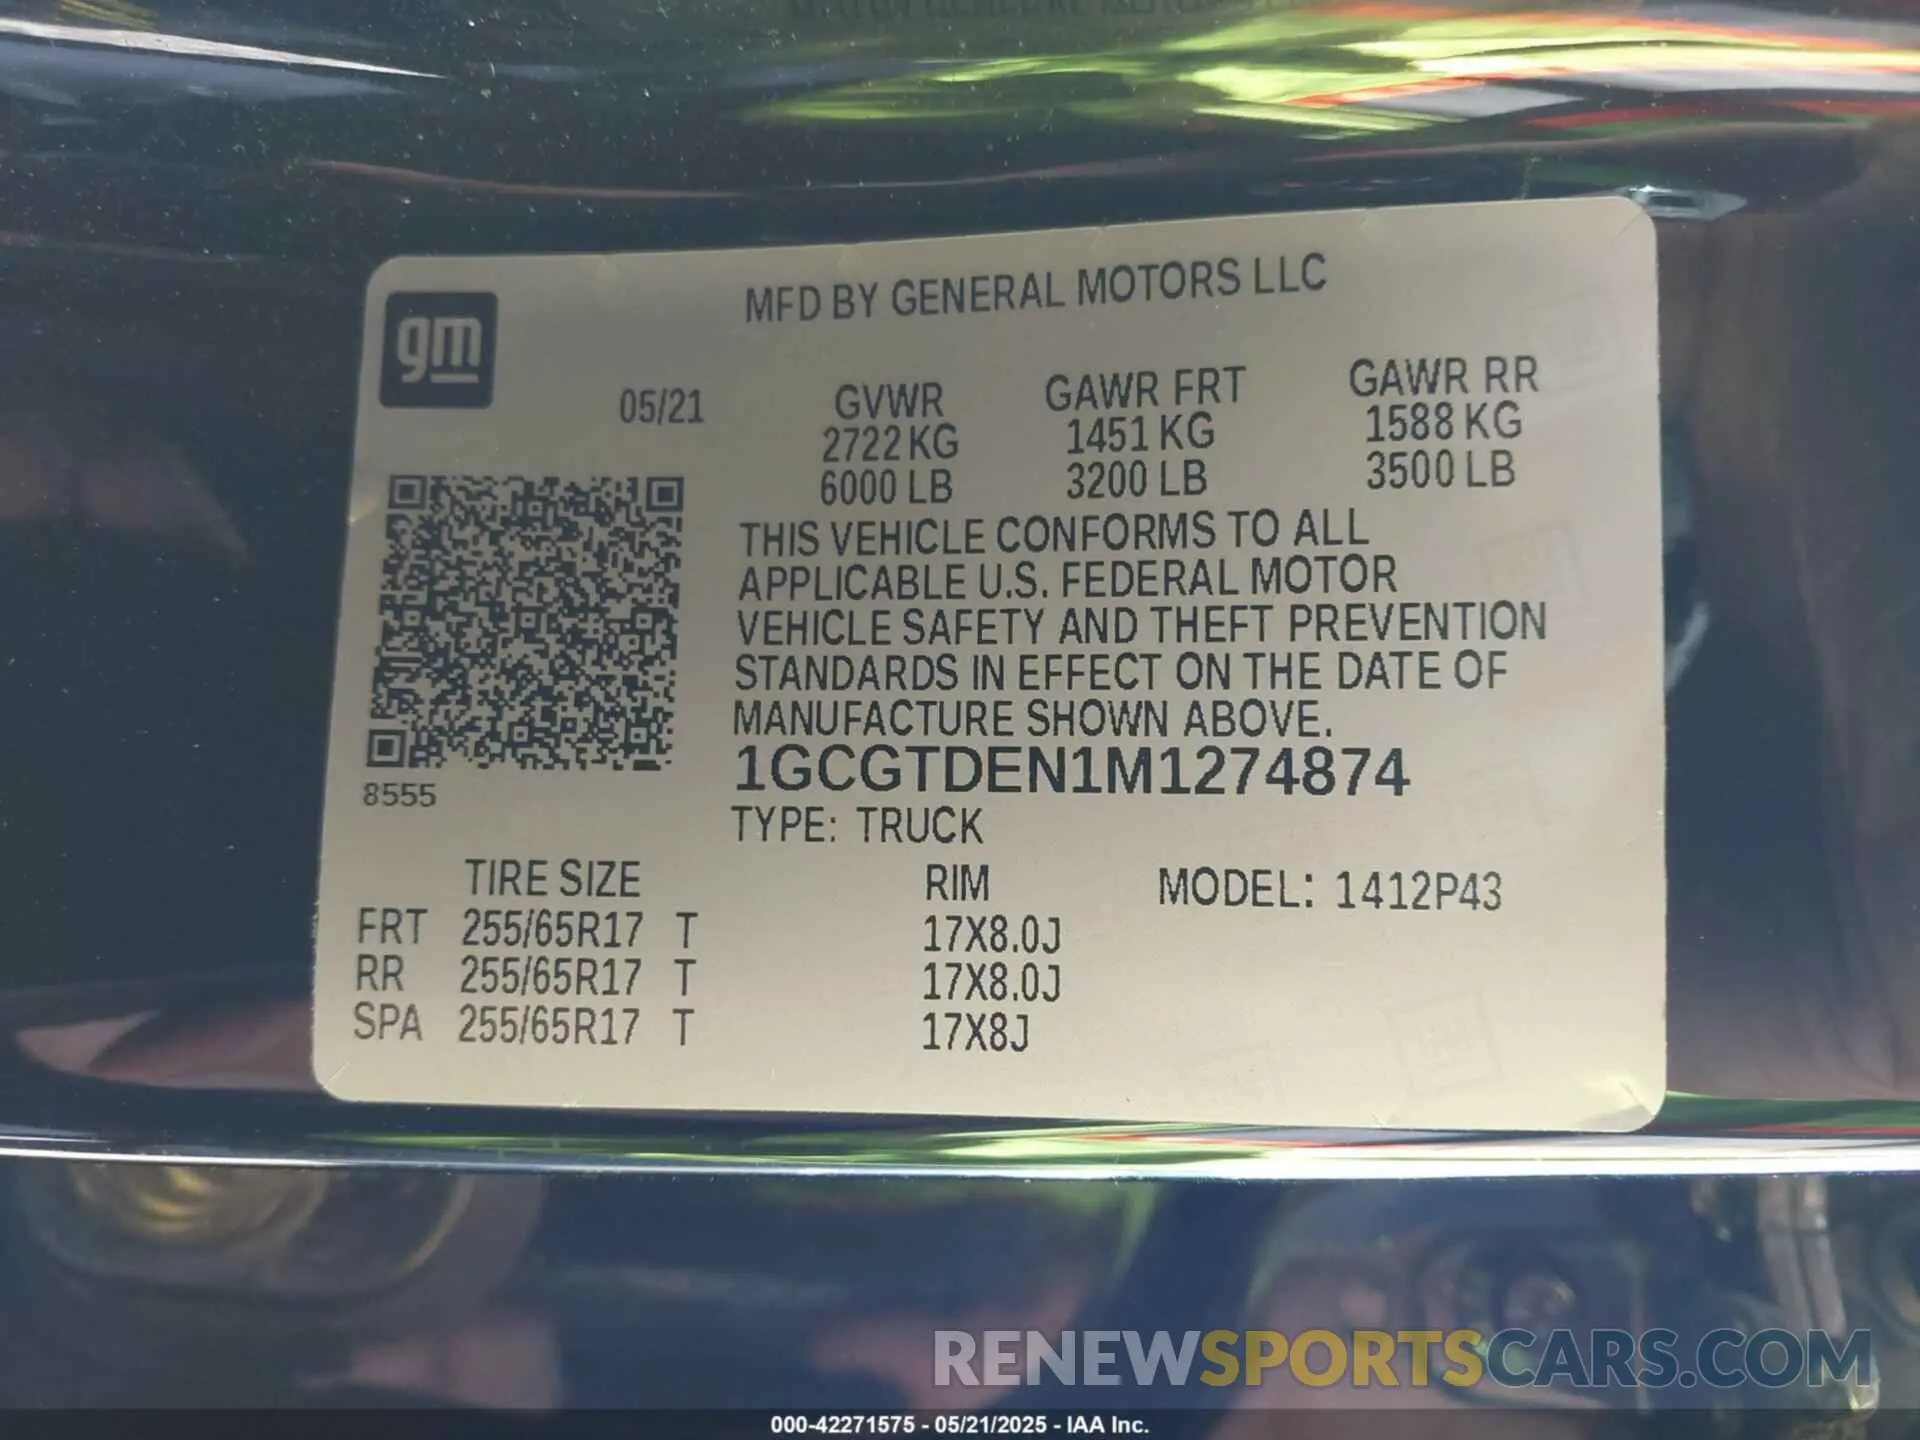 MFD BY GENERAL MOTORS LLC
gm
05/21
GVWR GAWR FRT GAWR RR
2722 KG 1451 KG 1588 KG
6000 LB 3200 LB 3500 LB
THIS VEHICLE CONFORMS TO ALL
APPLICABLE U.S. FEDERAL MOTOR
VEHICLE SAFETY AND THEFT PREVENTION
STANDARDS IN EFFECT ON THE DATE OF
MANUFACTURE SHOWN ABOVE.
1GCGTDEN1M1274874
8555
TYPE: TRUCK
TIRE SIZE RIM MODEL: 1412P43
FRT 255/65R17 T 17X8.0J
RR 255/65R17 T 17X8.0J
SPA 255/65R17 T 17X8J
RENEWSPORTSCARS.COM
000-42271575 - 05/21/2025 - IAA Inc.